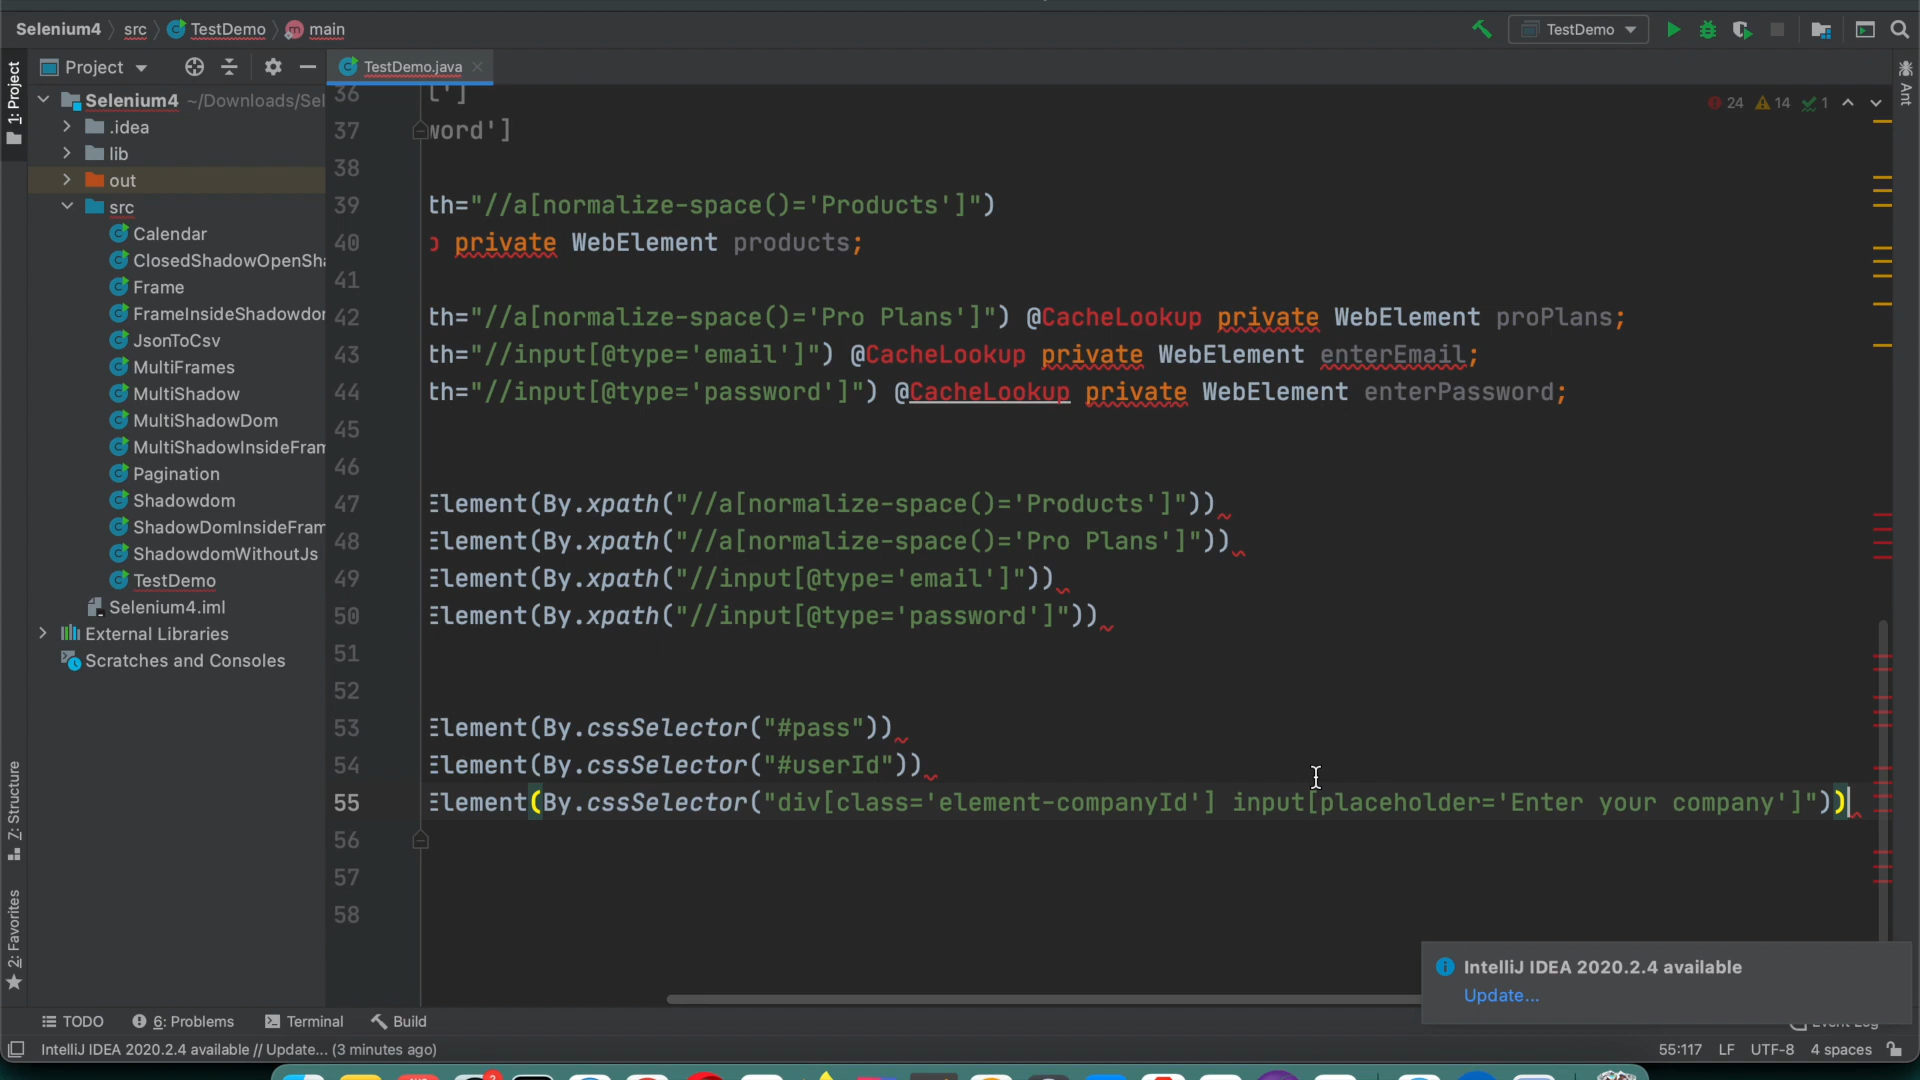 Selenium4 src TestDemo main
TestDemo
Project
TestDemo.java
1: Project
Ant
Selenium4 ~/Downloads/Sel
.idea
lib
out
src
Calendar
ClosedShadowOpenSha
Frame
FrameInsideShadowdor
JsonToCsv
MultiFrames
MultiShadow
MultiShadowDom
MultiShadowInsideFram
Pagination
Shadowdom
ShadowDomInsideFram
ShadowdomWithoutJs
TestDemo
Selenium4.iml
External Libraries
Scratches and Consoles
7: Structure
2: Favorites
24 14 1
36 [']
37 word']
38
39 th="//a[normalize-space()='Products']")
40 private WebElement products;
41
42 th="//a[normalize-space()='Pro Plans']") @CacheLookup private WebElement proPlans;
43 th="//input[@type='email']") @CacheLookup private WebElement enterEmail;
44 th="//input[@type='password']") @CacheLookup private WebElement enterPassword;
45
46
47 Element(By.xpath("//a[normalize-space()='Products']"))
48 Element(By.xpath("//a[normalize-space()='Pro Plans']"))
49 Element(By.xpath("//input[@type='email']"))
50 Element(By.xpath("//input[@type='password']"))
51
52
53 Element(By.cssSelector("#pass"))
54 Element(By.cssSelector("#userId"))
55 Element(By.cssSelector("div[class='element-companyId'] input[placeholder='Enter your company']"))
56
57
58
IntelliJ IDEA 2020.2.4 available
Update...
TODO 6: Problems Terminal Build Event Log
IntelliJ IDEA 2020.2.4 available // Update... (3 minutes ago) 55:117 LF UTF-8 4 spaces
2